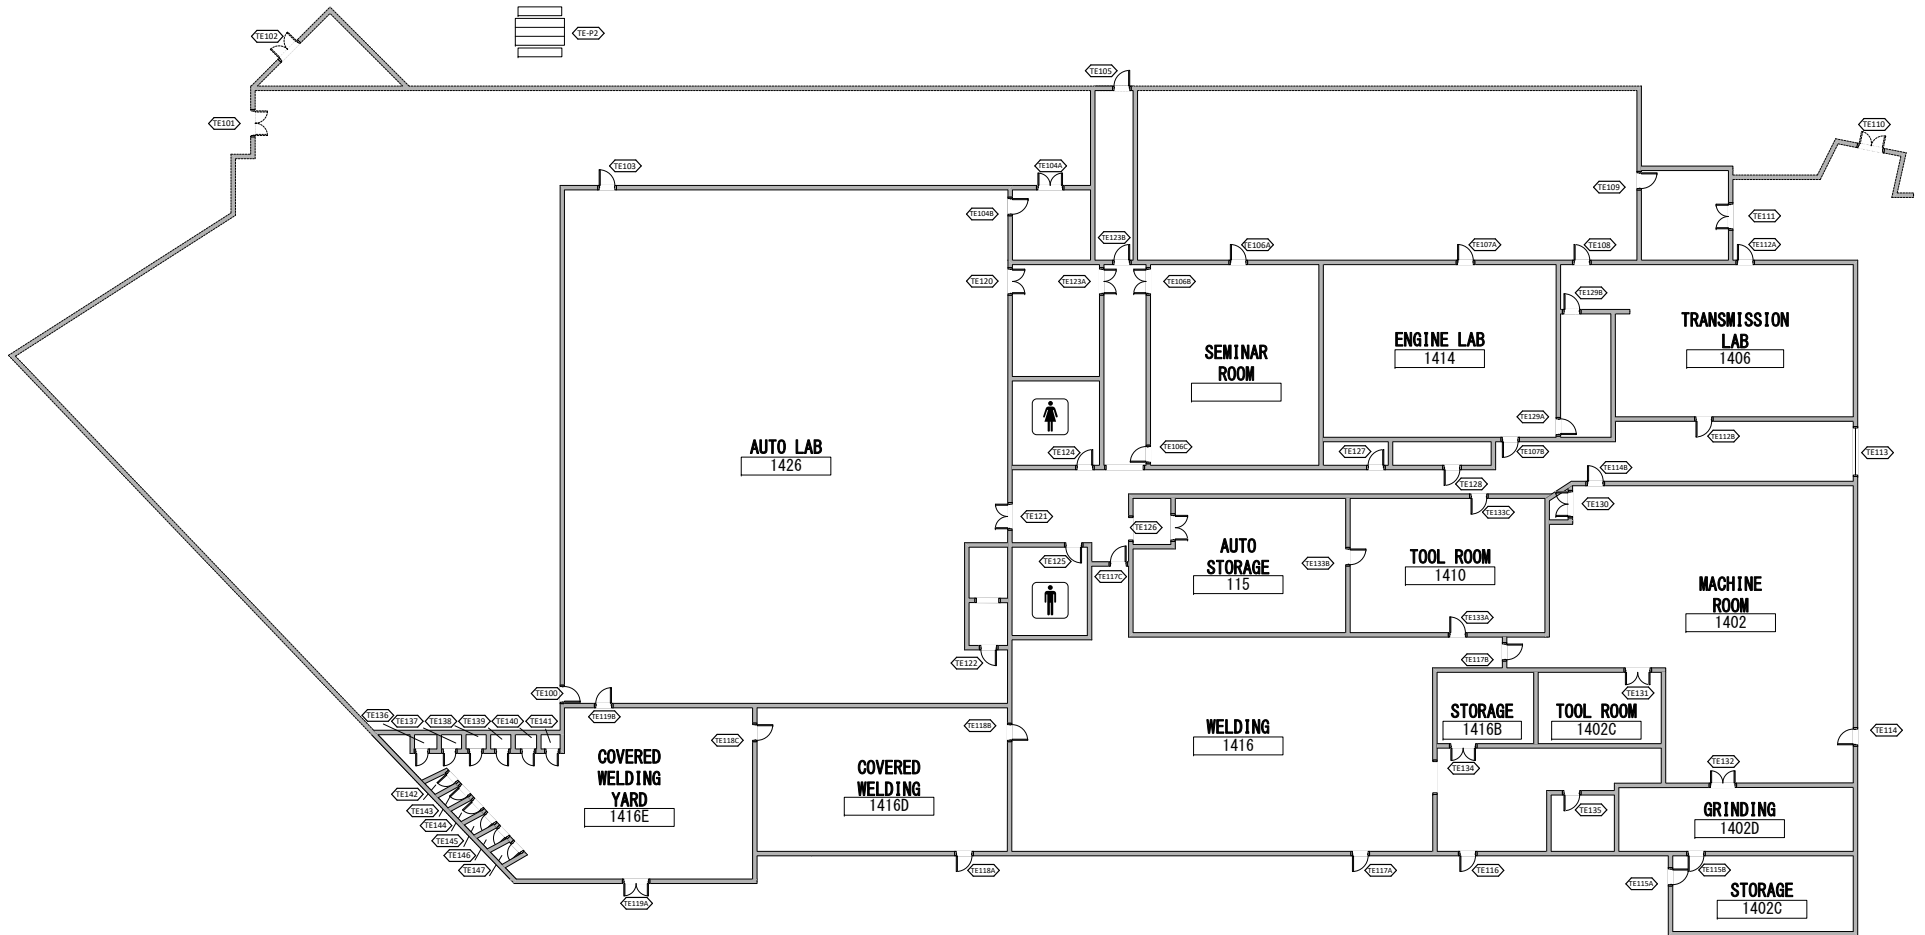 TE102
TE-P2
TE105
TE101
TE110
TE103
TE104A
TE109
TE104B
TE111
TE123B
TE106A
TE107A
TE108
TE112A
TE120
TE123A
TE106B
TE129B
TRANSMISSION
LAB
1406
ENGINE LAB
1414
SEMINAR
ROOM
TE129A
TE112B
AUTO LAB
1426
TE124
TE106C
TE127
TE107B
TE113
TE114B
TE128
TE130
TE121
TE126
TE133C
AUTO
STORAGE
115
TE133B
TOOL ROOM
1410
TE125
TE117C
MACHINE
ROOM
1402
TE133A
TE122
TE117B
TE100
TE131
TE136
TE137
TE138
TE139
TE140
TE141
TE119B
TE118C
TE118B
WELDING
1416
STORAGE
1416B
TOOL ROOM
1402C
TE114
TE134
TE132
COVERED
WELDING
YARD
1416E
COVERED
WELDING
1416D
TE142
TE143
TE144
TE145
TE146
TE147
TE135
GRINDING
1402D
TE118A
TE117A
TE116
TE115B
TE115A
TE119A
STORAGE
1402C